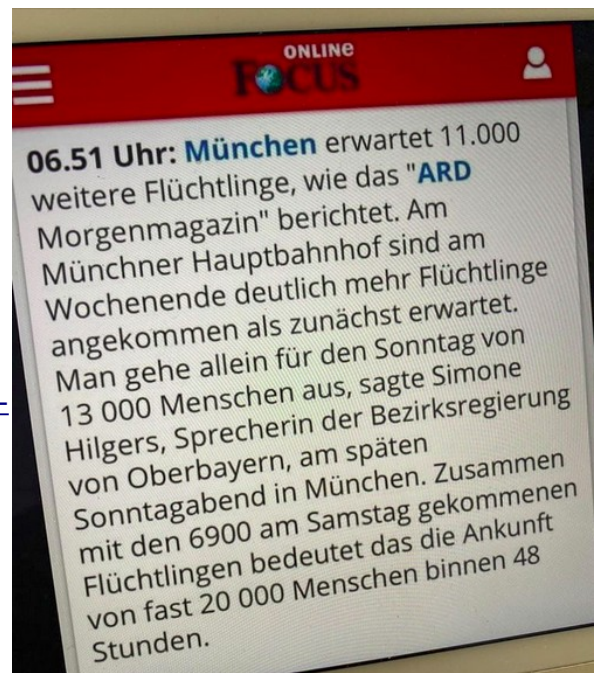 ONLINE
FOCUS
06.51 Uhr: München erwartet 11.000
weitere Flüchtlinge, wie das "ARD
Morgenmagazin" berichtet. Am
Münchner Hauptbahnhof sind am
Wochenende deutlich mehr Flüchtlinge
angekommen als zunächst erwartet.
Man gehe allein für den Sonntag von
13 000 Menschen aus, sagte Simone
Hilgers, Sprecherin der Bezirksregierung
von Oberbayern, am späten
Sonntagabend in München. Zusammen
mit den 6900 am Samstag gekommenen
Flüchtlingen bedeutet das die Ankunft
von fast 20 000 Menschen binnen 48
Stunden.